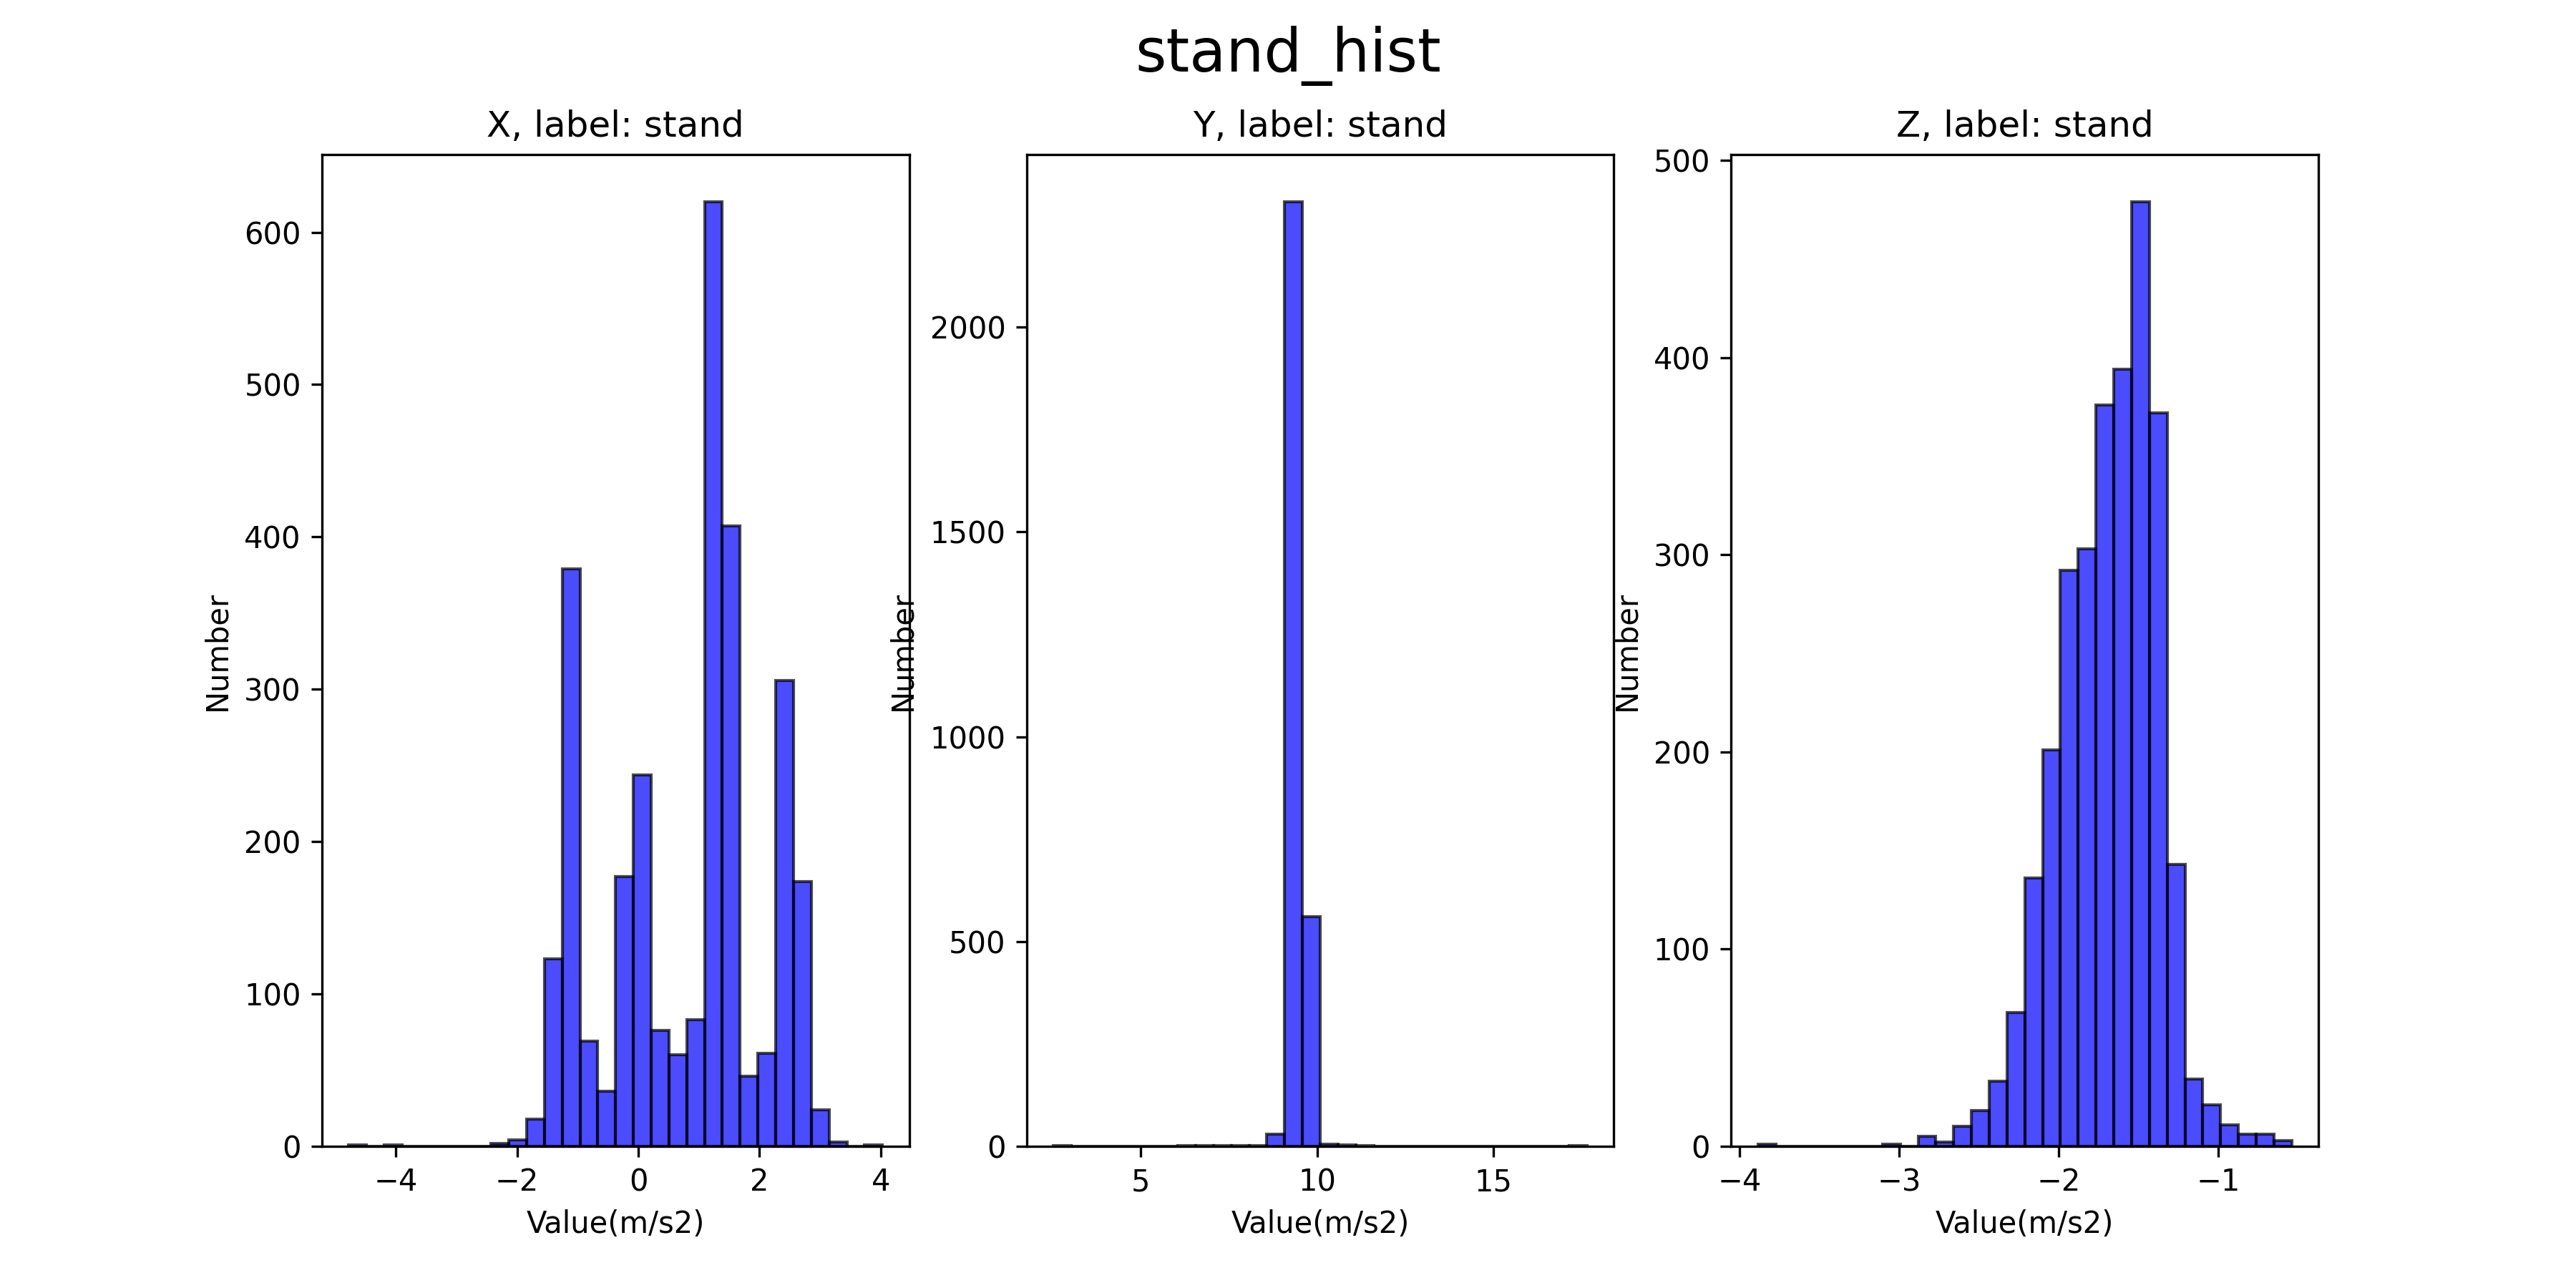 stand_hist
X, label: stand
Number
600
500
400
300
200
100
0
−4 −2 0 2 4
Value(m/s2)
Y, label: stand
Number
2000
1500
1000
500
0
5 10 15
Value(m/s2)
Z, label: stand
Number
500
400
300
200
100
0
−4 −3 −2 −1
Value(m/s2)